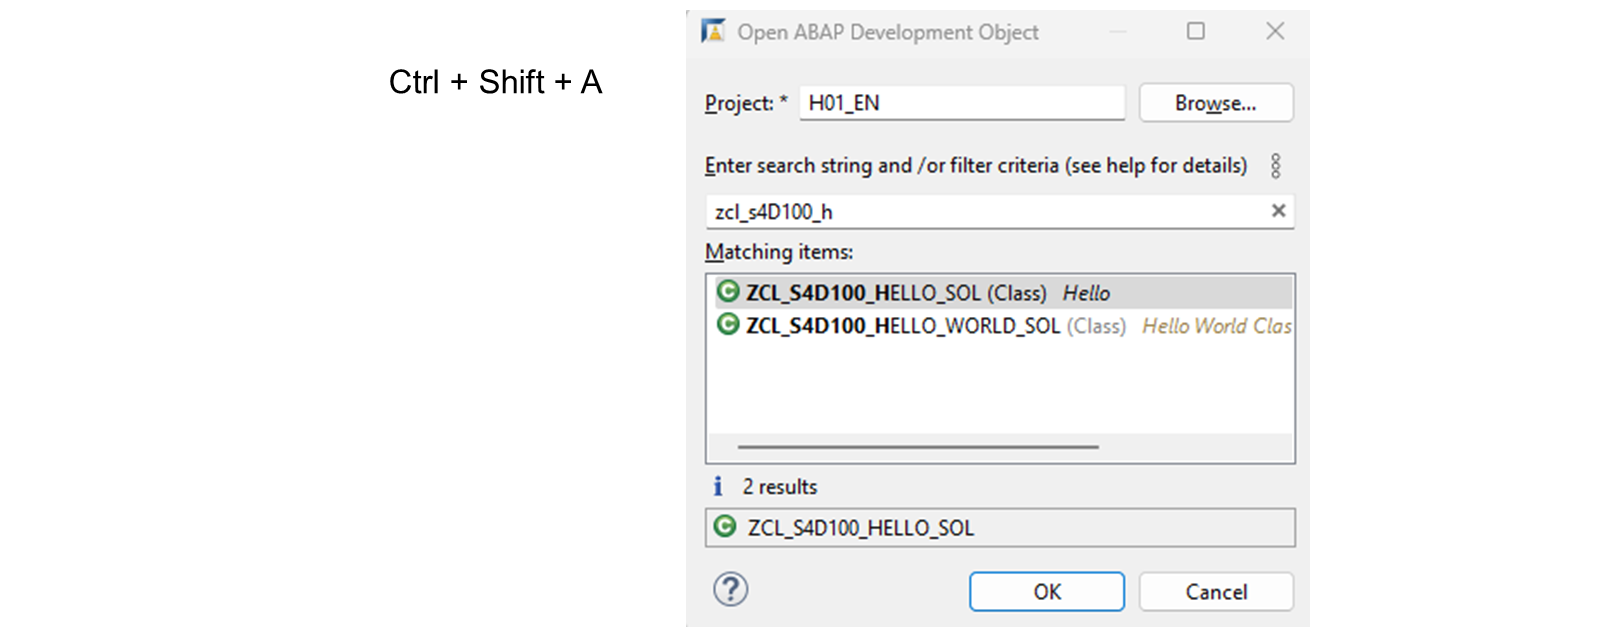 Ctrl + Shift + A
Open ABAP Development Object
Project: * H01_EN Browse...
Enter search string and /or filter criteria (see help for details)
zcl_s4D100_h
Matching items:
ZCL_S4D100_HELLO_SOL (Class) Hello
ZCL_S4D100_HELLO_WORLD_SOL (Class) Hello World Clas
2 results
ZCL_S4D100_HELLO_SOL
OK Cancel